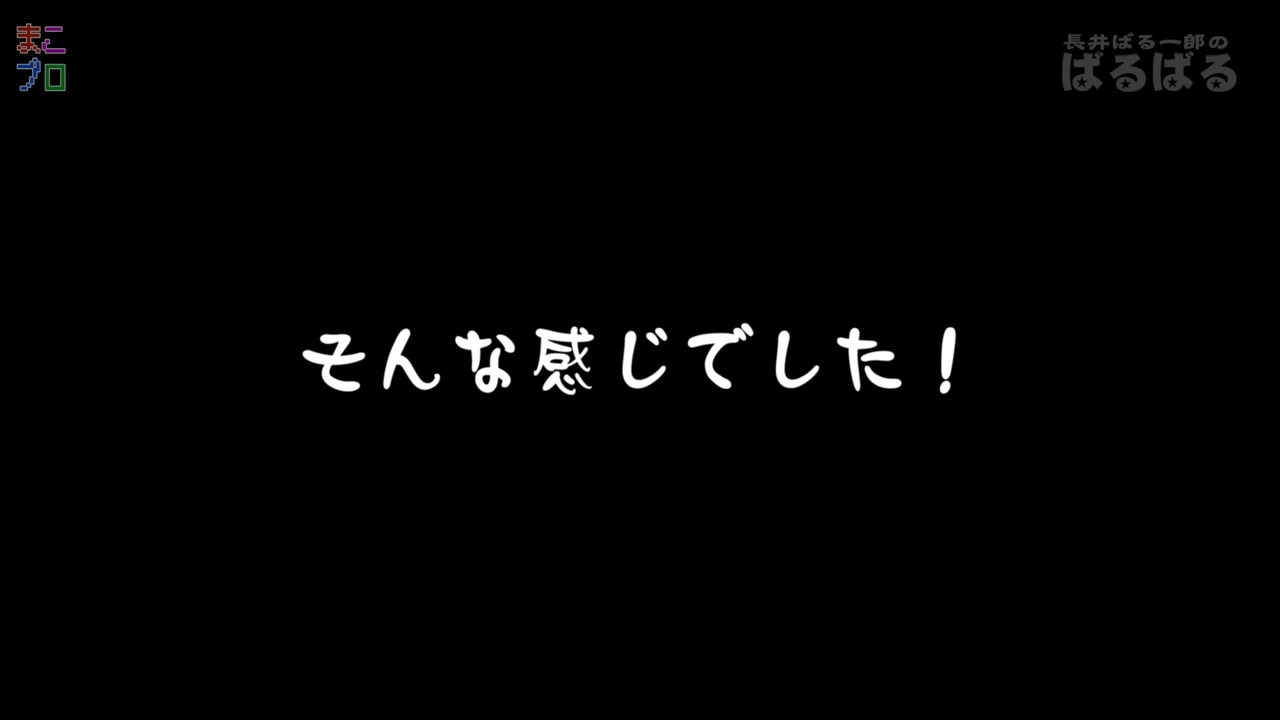 まこ
プロ
長井ばる一郎の
ばるばる
そんな感じでした！